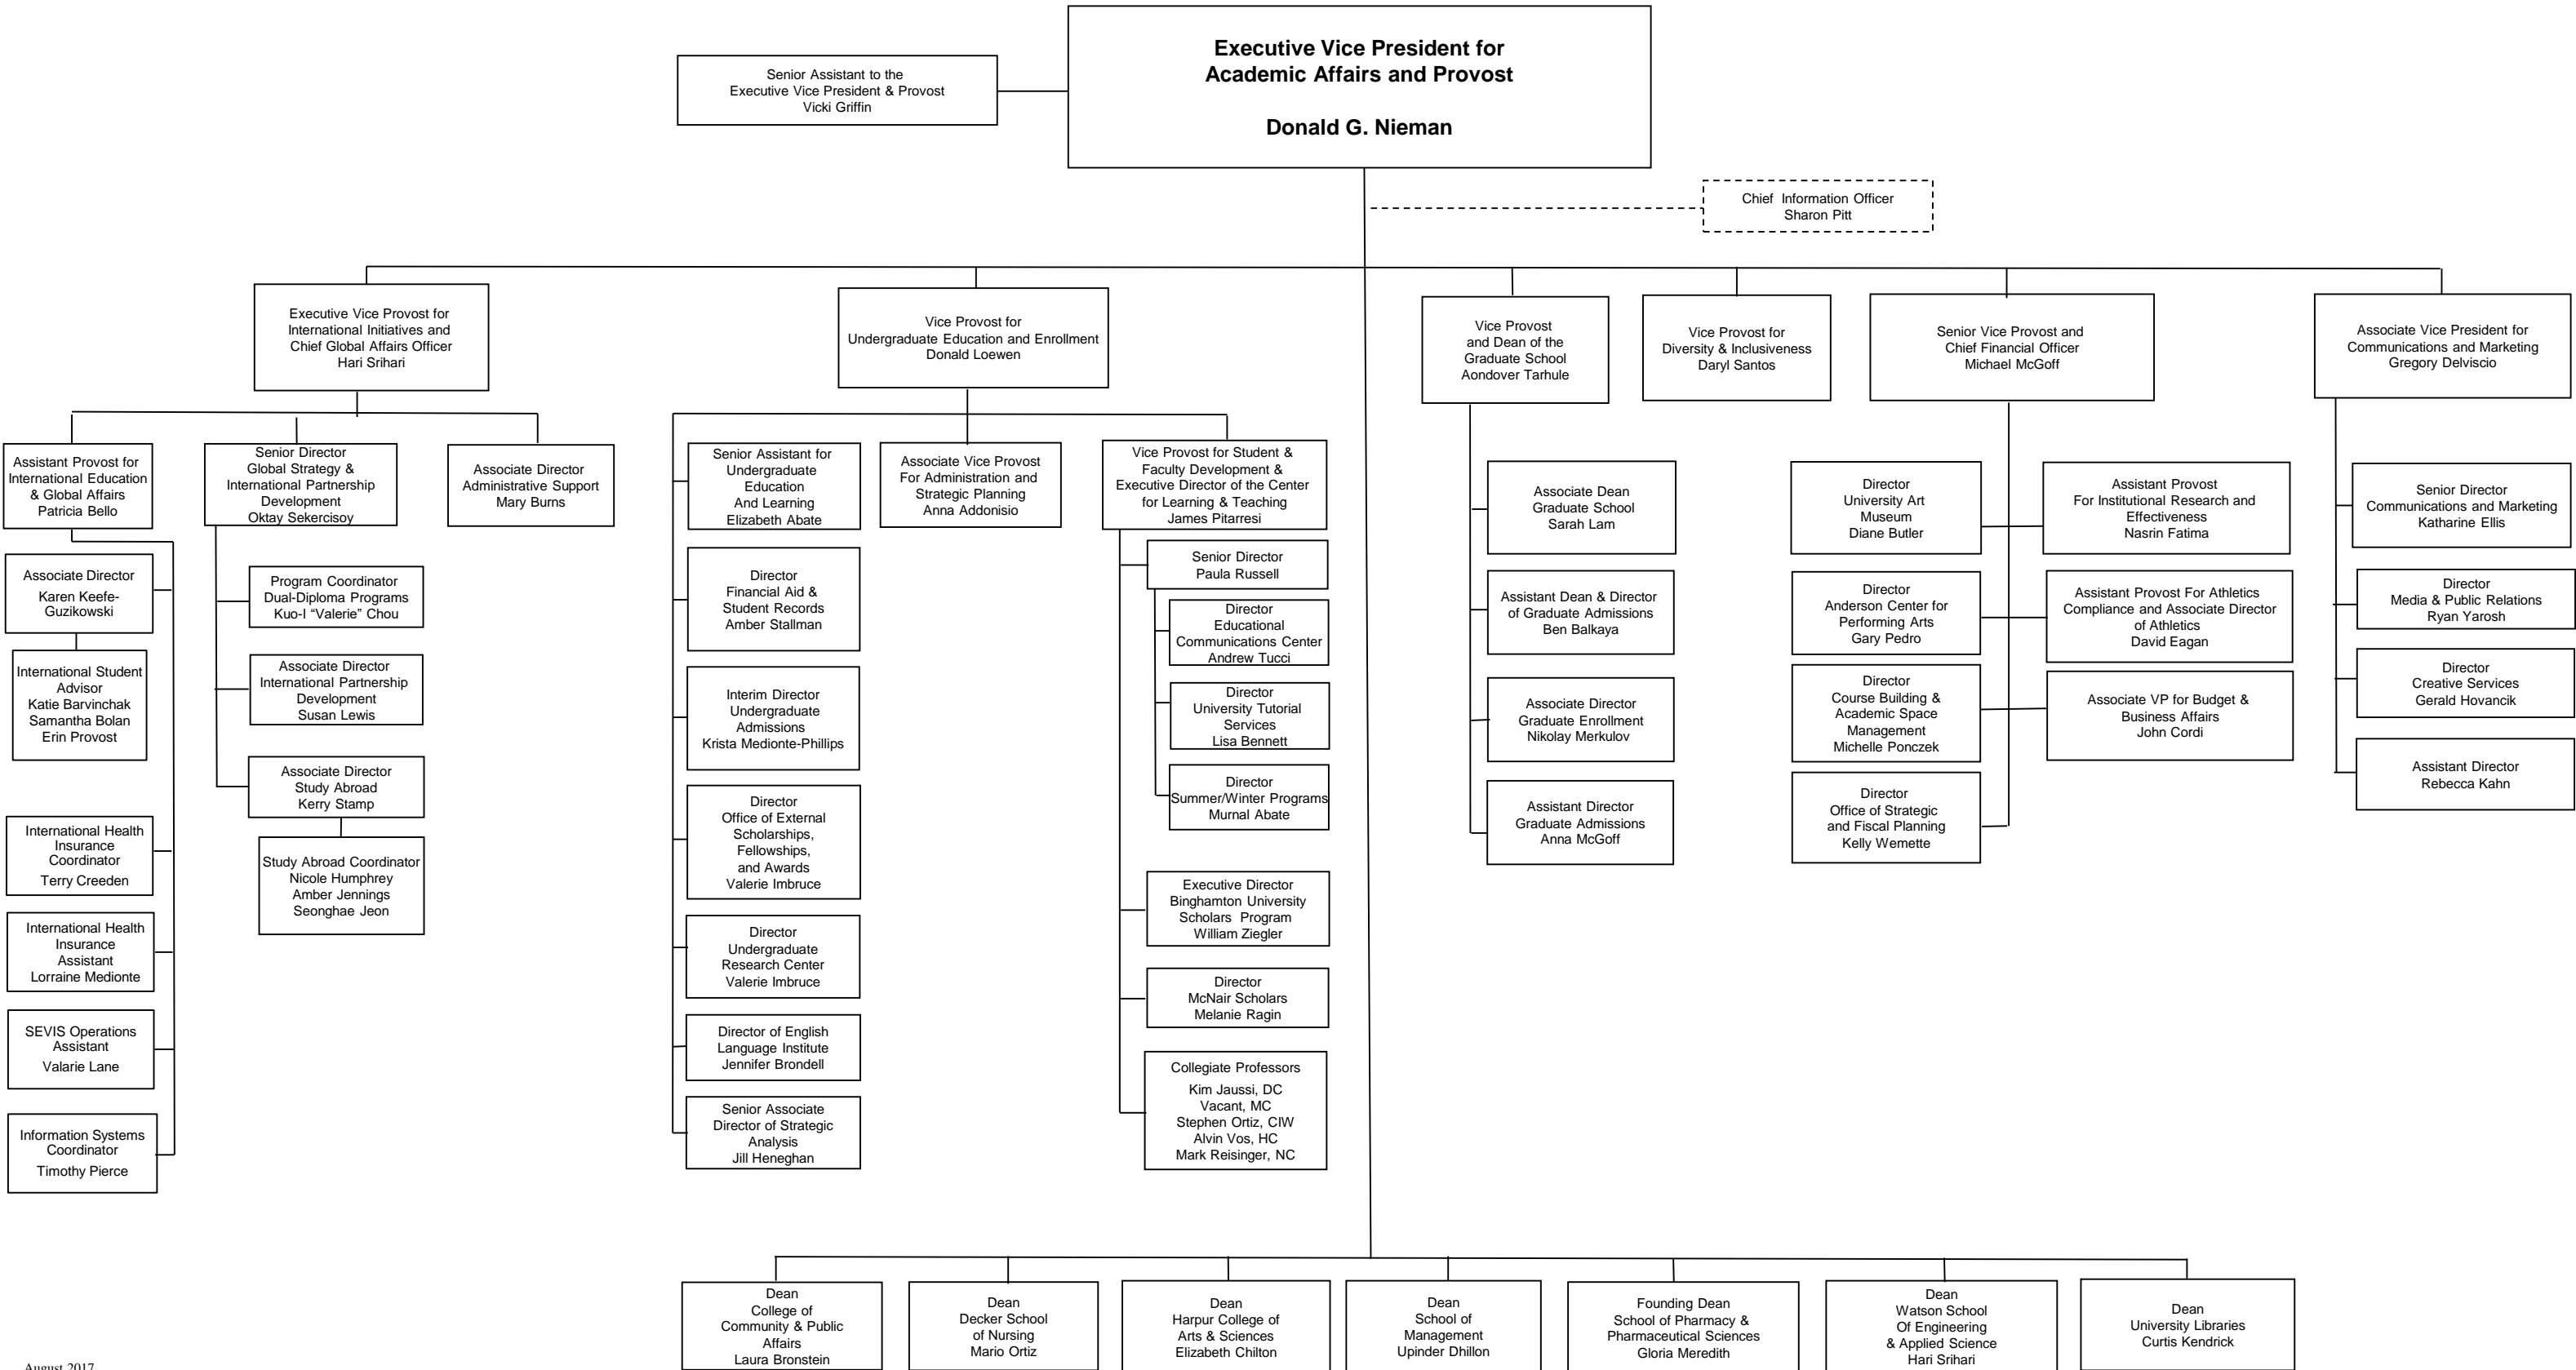 Executive Vice President for
Academic Affairs and Provost
Donald G. Nieman
Senior Assistant to the
Executive Vice President & Provost
Vicki Griffin
Chief Information Officer
Sharon Pitt
Executive Vice Provost for
International Initiatives and
Chief Global Affairs Officer
Hari Srihari
Vice Provost for
Undergraduate Education and Enrollment
Donald Loewen
Vice Provost
and Dean of the
Graduate School
Aondover Tarhule
Vice Provost for
Diversity & Inclusiveness
Daryl Santos
Senior Vice Provost and
Chief Financial Officer
Michael McGoff
Associate Vice President for
Communications and Marketing
Gregory Delviscio
Assistant Provost for
International Education
& Global Affairs
Patricia Bello
Senior Director
Global Strategy &
International Partnership
Development
Oktay Sekercisoy
Associate Director
Administrative Support
Mary Burns
Associate Director
Karen Keefe-
Guzikowski
International Student
Advisor
Katie Barvinchak
Samantha Bolan
Erin Provost
International Health
Insurance
Coordinator
Terry Creeden
International Health
Insurance
Assistant
Lorraine Medionte
SEVIS Operations
Assistant
Valarie Lane
Information Systems
Coordinator
Timothy Pierce
Program Coordinator
Dual-Diploma Programs
Kuo-I “Valerie” Chou
Associate Director
International Partnership
Development
Susan Lewis
Associate Director
Study Abroad
Kerry Stamp
Study Abroad Coordinator
Nicole Humphrey
Amber Jennings
Seonghae Jeon
Senior Assistant for
Undergraduate
Education
And Learning
Elizabeth Abate
Director
Financial Aid &
Student Records
Amber Stallman
Interim Director
Undergraduate
Admissions
Krista Medionte-Phillips
Director
Office of External
Scholarships,
Fellowships,
and Awards
Valerie Imbruce
Director
Undergraduate
Research Center
Valerie Imbruce
Director of English
Language Institute
Jennifer Brondell
Senior Associate
Director of Strategic
Analysis
Jill Heneghan
Associate Vice Provost
For Administration and
Strategic Planning
Anna Addonisio
Vice Provost for Student &
Faculty Development &
Executive Director of the Center
for Learning & Teaching
James Pitarresi
Senior Director
Paula Russell
Director
Educational
Communications Center
Andrew Tucci
Director
University Tutorial
Services
Lisa Bennett
Director
Summer/Winter Programs
Murnal Abate
Executive Director
Binghamton University
Scholars Program
William Ziegler
Director
McNair Scholars
Melanie Ragin
Collegiate Professors
Kim Jaussi, DC
Vacant, MC
Stephen Ortiz, CIW
Alvin Vos, HC
Mark Reisinger, NC
Associate Dean
Graduate School
Sarah Lam
Assistant Dean & Director
of Graduate Admissions
Ben Balkaya
Associate Director
Graduate Enrollment
Nikolay Merkulov
Assistant Director
Graduate Admissions
Anna McGoff
Director
University Art
Museum
Diane Butler
Director
Anderson Center for
Performing Arts
Gary Pedro
Director
Course Building &
Academic Space
Management
Michelle Ponczek
Director
Office of Strategic
and Fiscal Planning
Kelly Wemette
Assistant Provost
For Institutional Research and
Effectiveness
Nasrin Fatima
Assistant Provost For Athletics
Compliance and Associate Director
of Athletics
David Eagan
Associate VP for Budget &
Business Affairs
John Cordi
Senior Director
Communications and Marketing
Katharine Ellis
Director
Media & Public Relations
Ryan Yarosh
Director
Creative Services
Gerald Hovancik
Assistant Director
Rebecca Kahn
Dean
College of
Community & Public
Affairs
Laura Bronstein
Dean
Decker School
of Nursing
Mario Ortiz
Dean
Harpur College of
Arts & Sciences
Elizabeth Chilton
Dean
School of
Management
Upinder Dhillon
Founding Dean
School of Pharmacy &
Pharmaceutical Sciences
Gloria Meredith
Dean
Watson School
Of Engineering
& Applied Science
Hari Srihari
Dean
University Libraries
Curtis Kendrick
August 2017